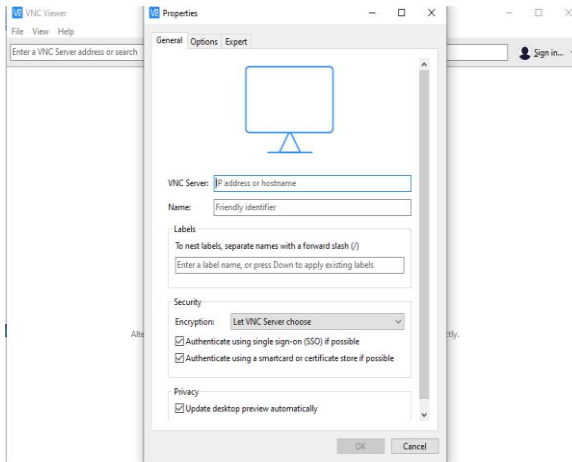 VNC Viewer
File View Help
Enter a VNC Server address or search
Sign in...
Properties
General Options Expert
VNC Server: IP address or hostname
Name: Friendly identifier
Labels
To nest labels, separate names with a forward slash (/)
Enter a label name, or press Down to apply existing labels
Security
Encryption: Let VNC Server choose
Authenticate using single sign-on (SSO) if possible
Authenticate using a smartcard or certificate store if possible
Privacy
Update desktop preview automatically
OK Cancel